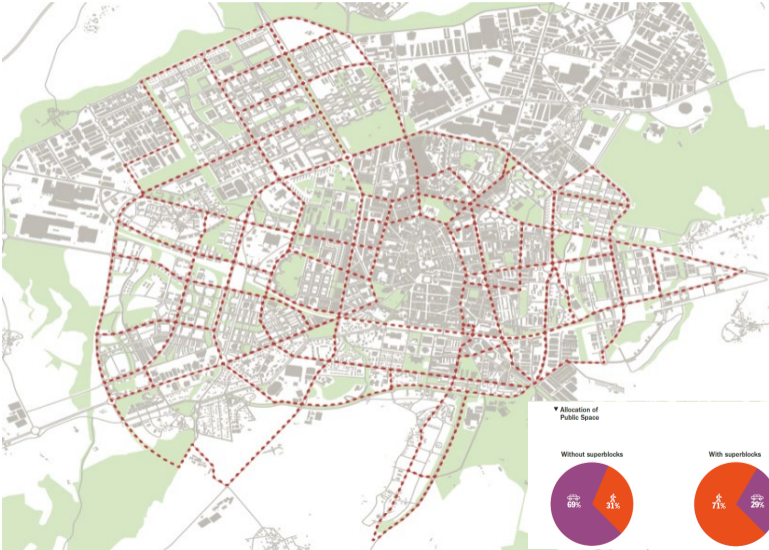 ▼ Allocation of
Public Space
Without superblocks
With superblocks
69%
31%
71%
29%